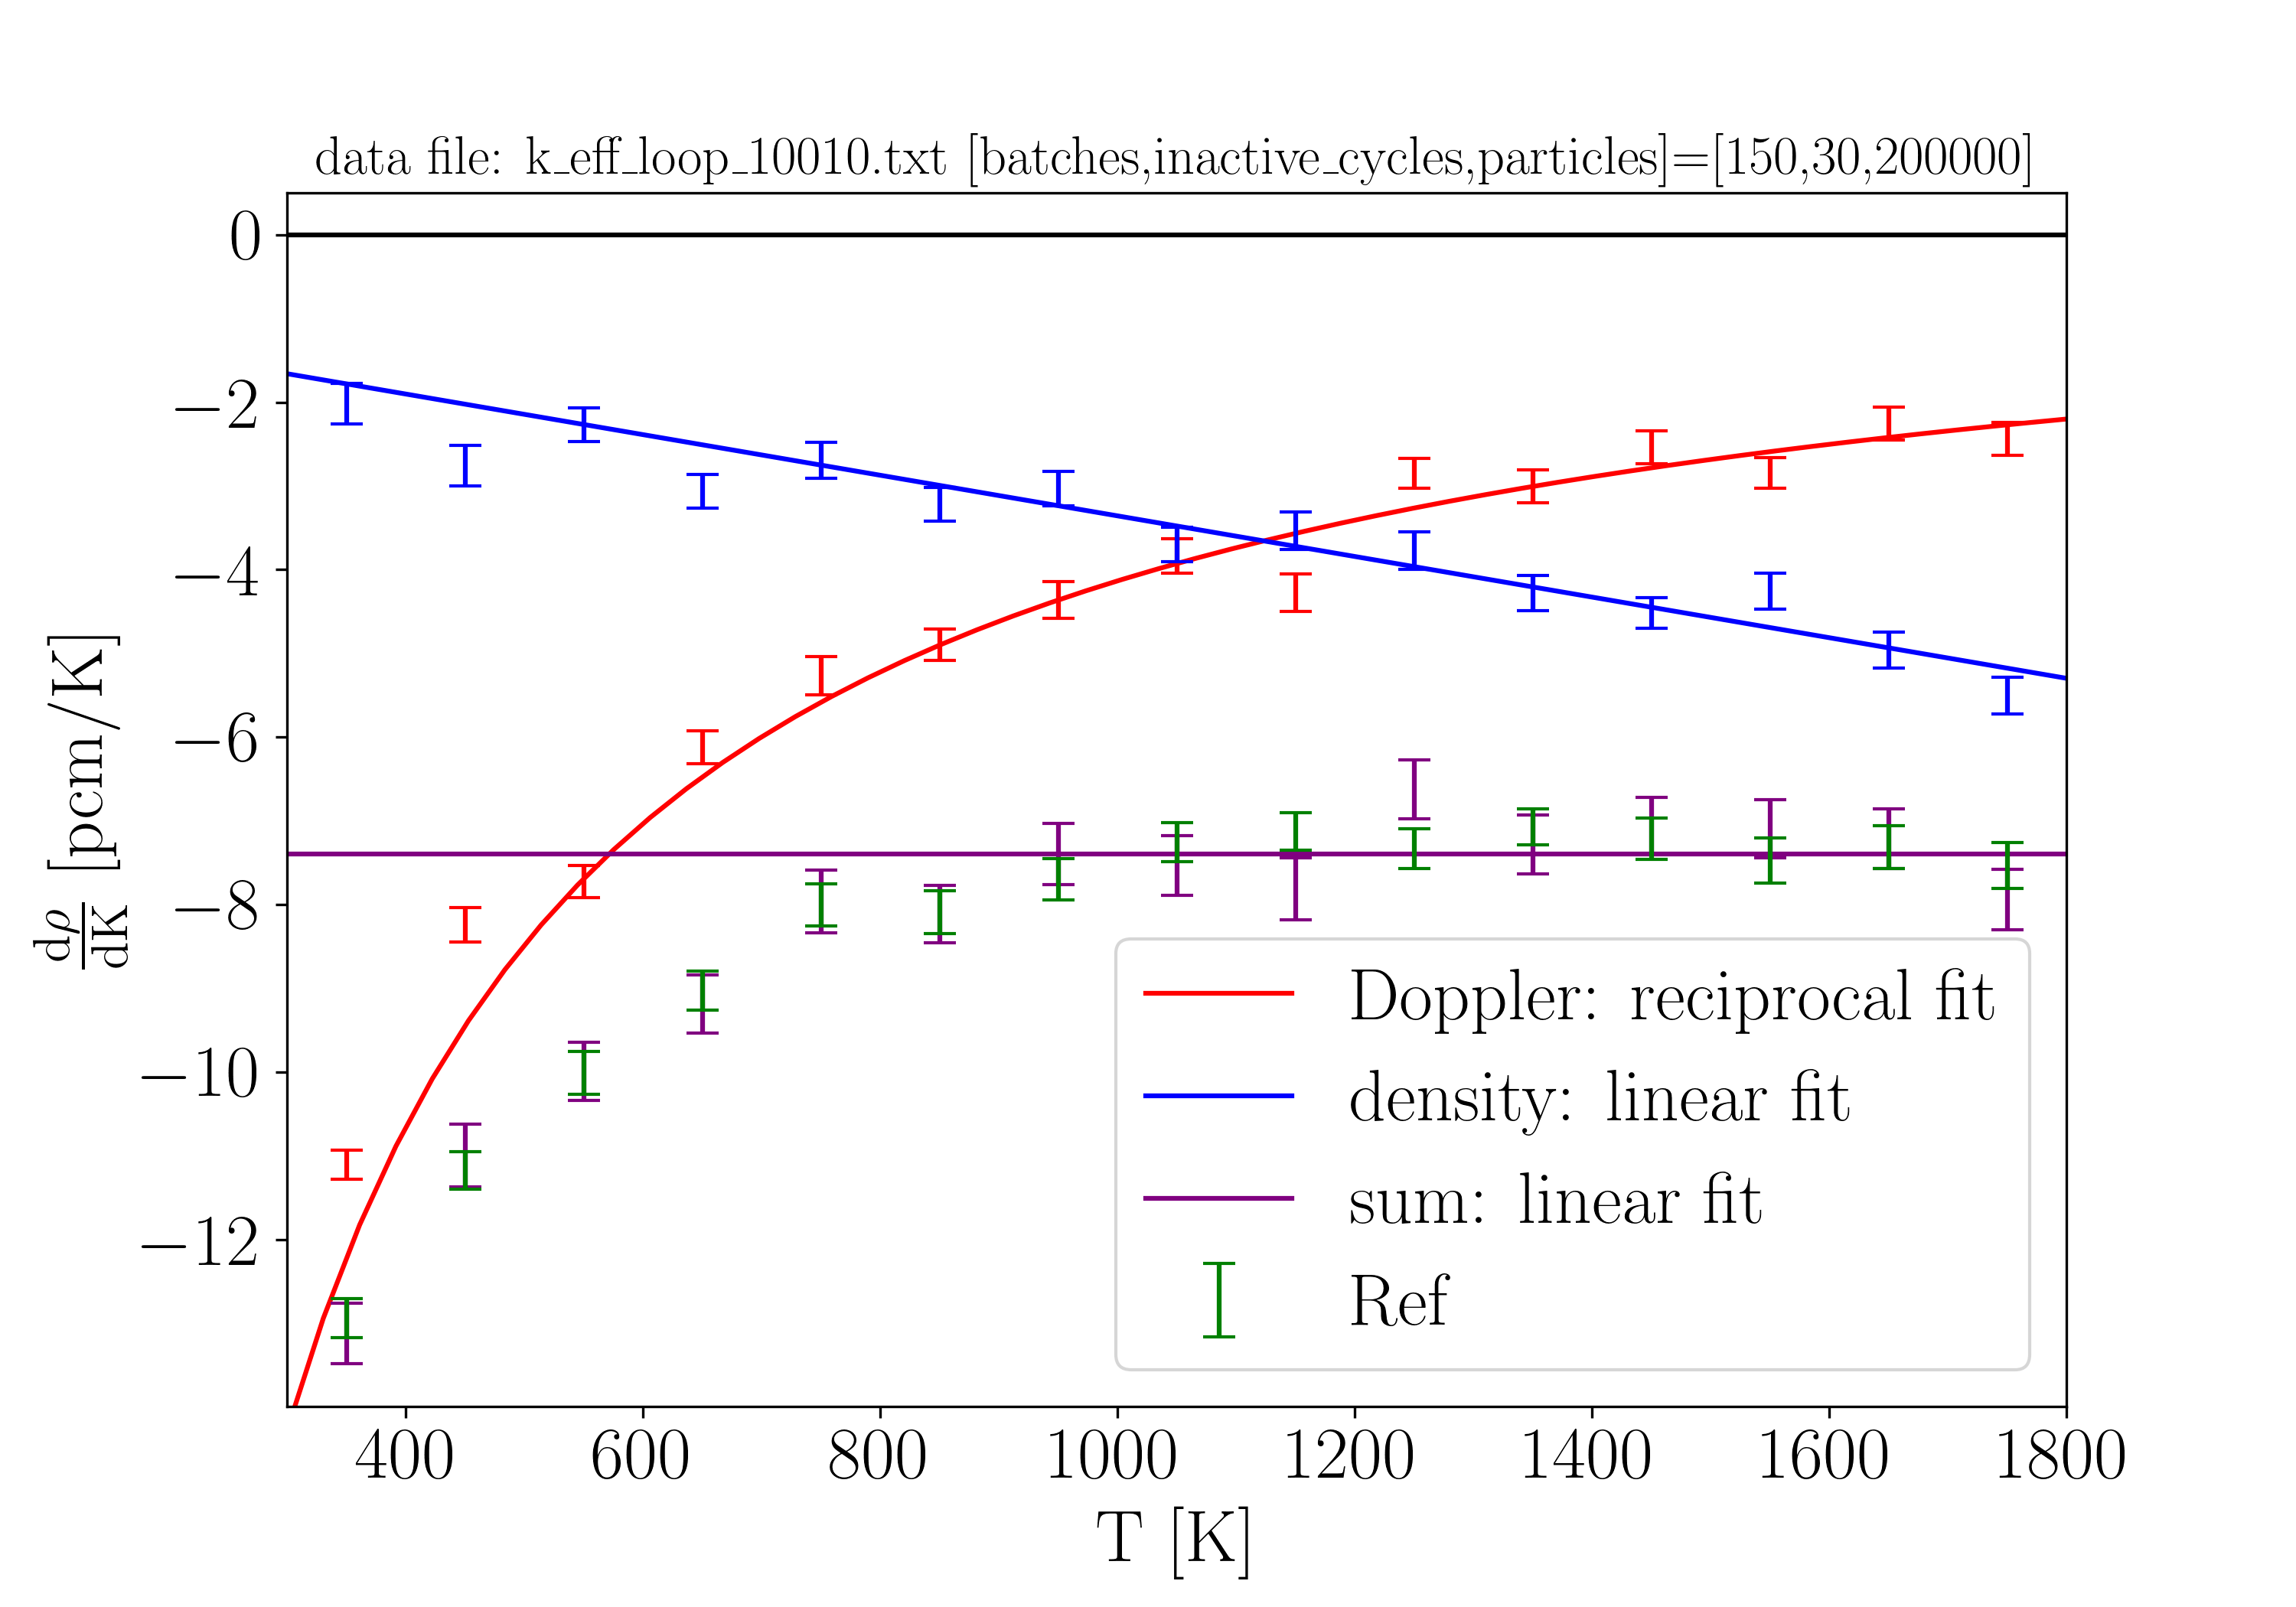 data file: k_eff_loop_10010.txt [batches,inactive_cycles,particles]=[150,30,200000]
0
−2
−4
−6
−8
−10
−12
dρ
dK [pcm/K]
Doppler: reciprocal fit
density: linear fit
sum: linear fit
Ref
400 600 800 1000 1200 1400 1600 1800
T [K]